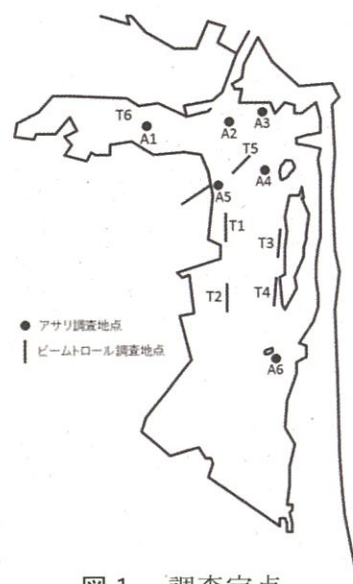 T6
A1
A2
A3
T5
A4
A5
T1
T3
T2
T4
● アサリ調査地点
ビームトロール調査地点
A6
図1 調査定点